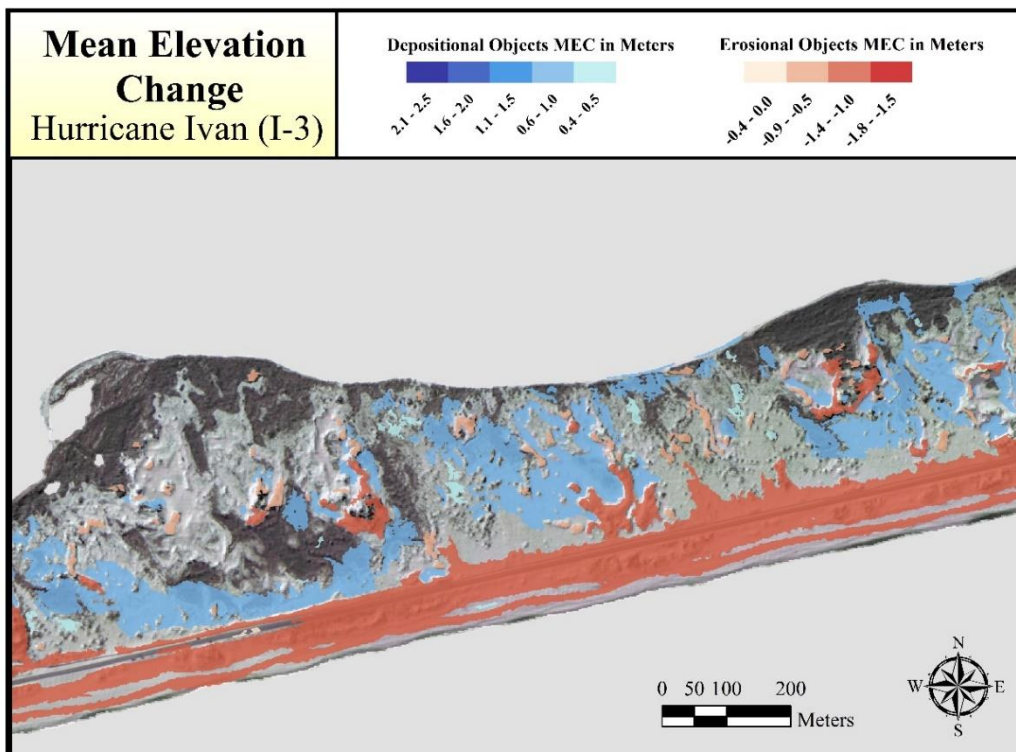 Mean Elevation
Change
Hurricane Ivan (I-3)
Depositional Objects MEC in Meters
2.1 - 2.5
1.6 - 2.0
1.1 - 1.5
0.6 - 1.0
0.4 - 0.5
Erosional Objects MEC in Meters
-0.4 - 0.0
-0.9 - -0.5
-1.4 - -1.0
-1.8 - -1.5
N
W E
S
0 50 100 200
Meters